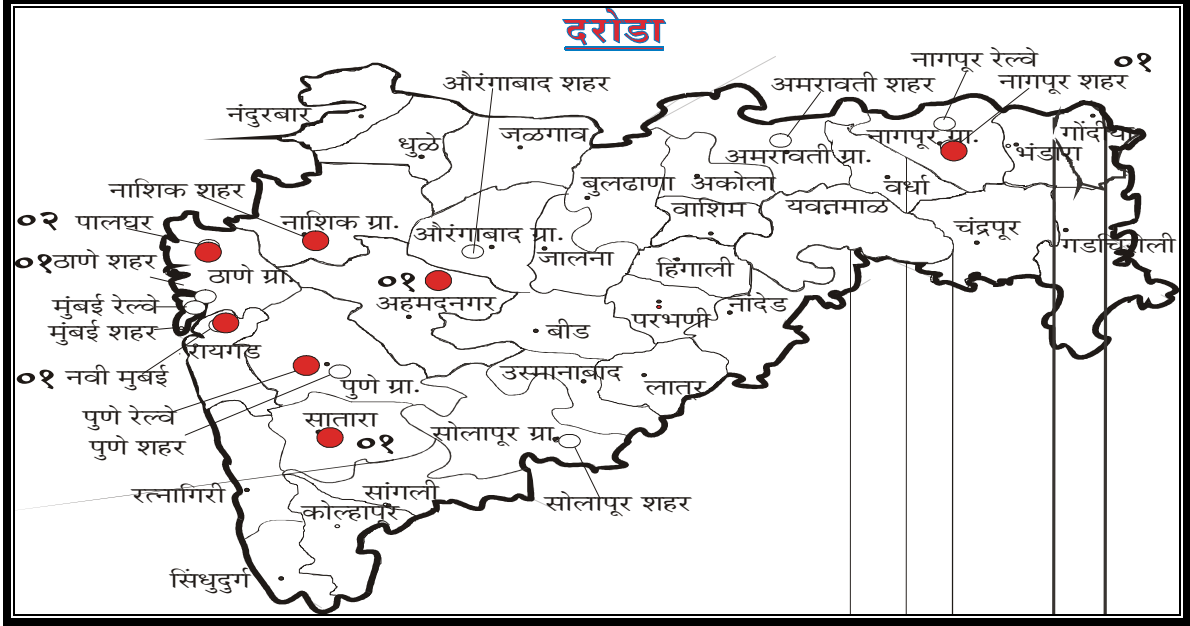 दरोडा
नागपूर रेल्वे ०१
औरंगाबाद शहर अमरावती शहर नागपूर शहर
नंदुरबार
धुळे जळगाव नागपूर ग्रा. गोंदीया
अमरावती ग्रा. भंडारा
नाशिक शहर बुलढाणा अकोला वर्धा
०२ पालघर नाशिक ग्रा. वाशिम यवतमाळ
औरंगाबाद ग्रा. चंद्रपूर
जालना गडचिरोली
०१ ठाणे शहर ठाणे ग्रा. हिंगाली
०१
मुंबई रेल्वे अहमदनगर नांदेड
मुंबई शहर बीड परभणी
रायगड
०१ नवी मुंबई पुणे ग्रा. उस्मानाबाद लातूर
पुणे रेल्वे सातारा
पुणे शहर ०१ सोलापूर ग्रा.
रत्नागिरी सांगली सोलापूर शहर
कोल्हापूर
सिंधुदुर्ग